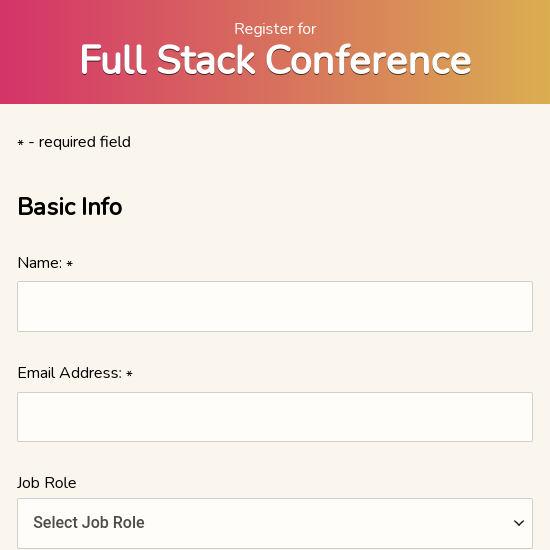 Register for
Full Stack Conference
* - required field
Basic Info
Name: *
Email Address: *
Job Role
Select Job Role